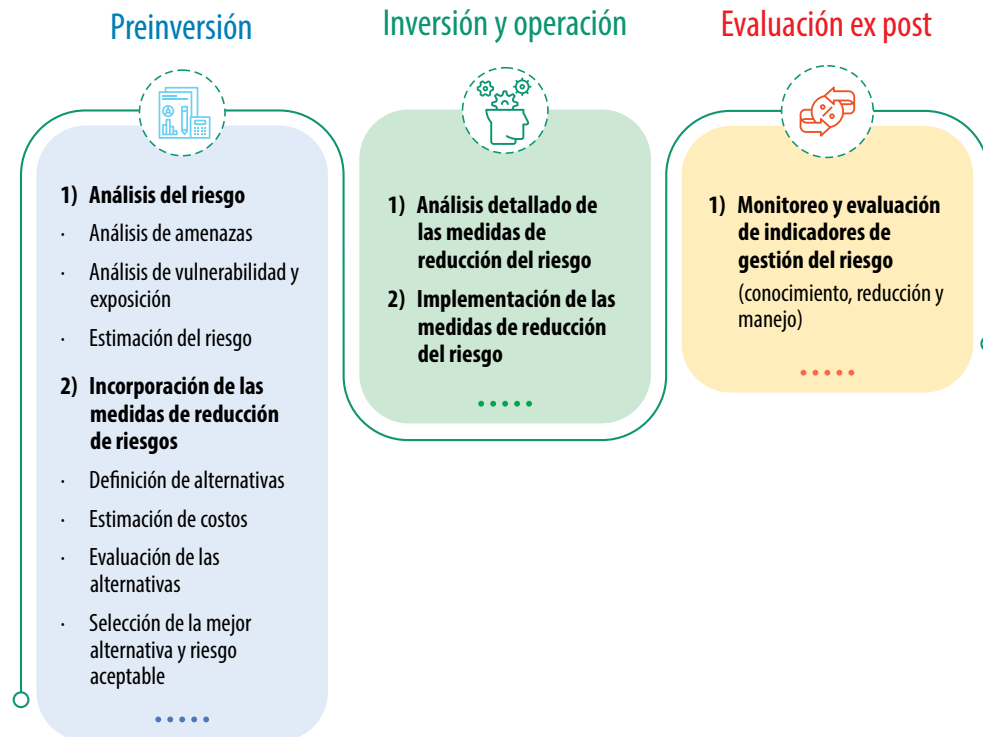 Preinversión
1) Análisis del riesgo
· Análisis de amenazas
· Análisis de vulnerabilidad y
exposición
· Estimación del riesgo
2) Incorporación de las
medidas de reducción
de riesgos
· Definición de alternativas
· Estimación de costos
· Evaluación de las
alternativas
· Selección de la mejor
alternativa y riesgo
aceptable
Inversión y operación
1) Análisis detallado de
las medidas de
reducción del riesgo
2) Implementación de las
medidas de reducción
del riesgo
Evaluación ex post
1) Monitoreo y evaluación
de indicadores de
gestión del riesgo
(conocimiento, reducción y
manejo)